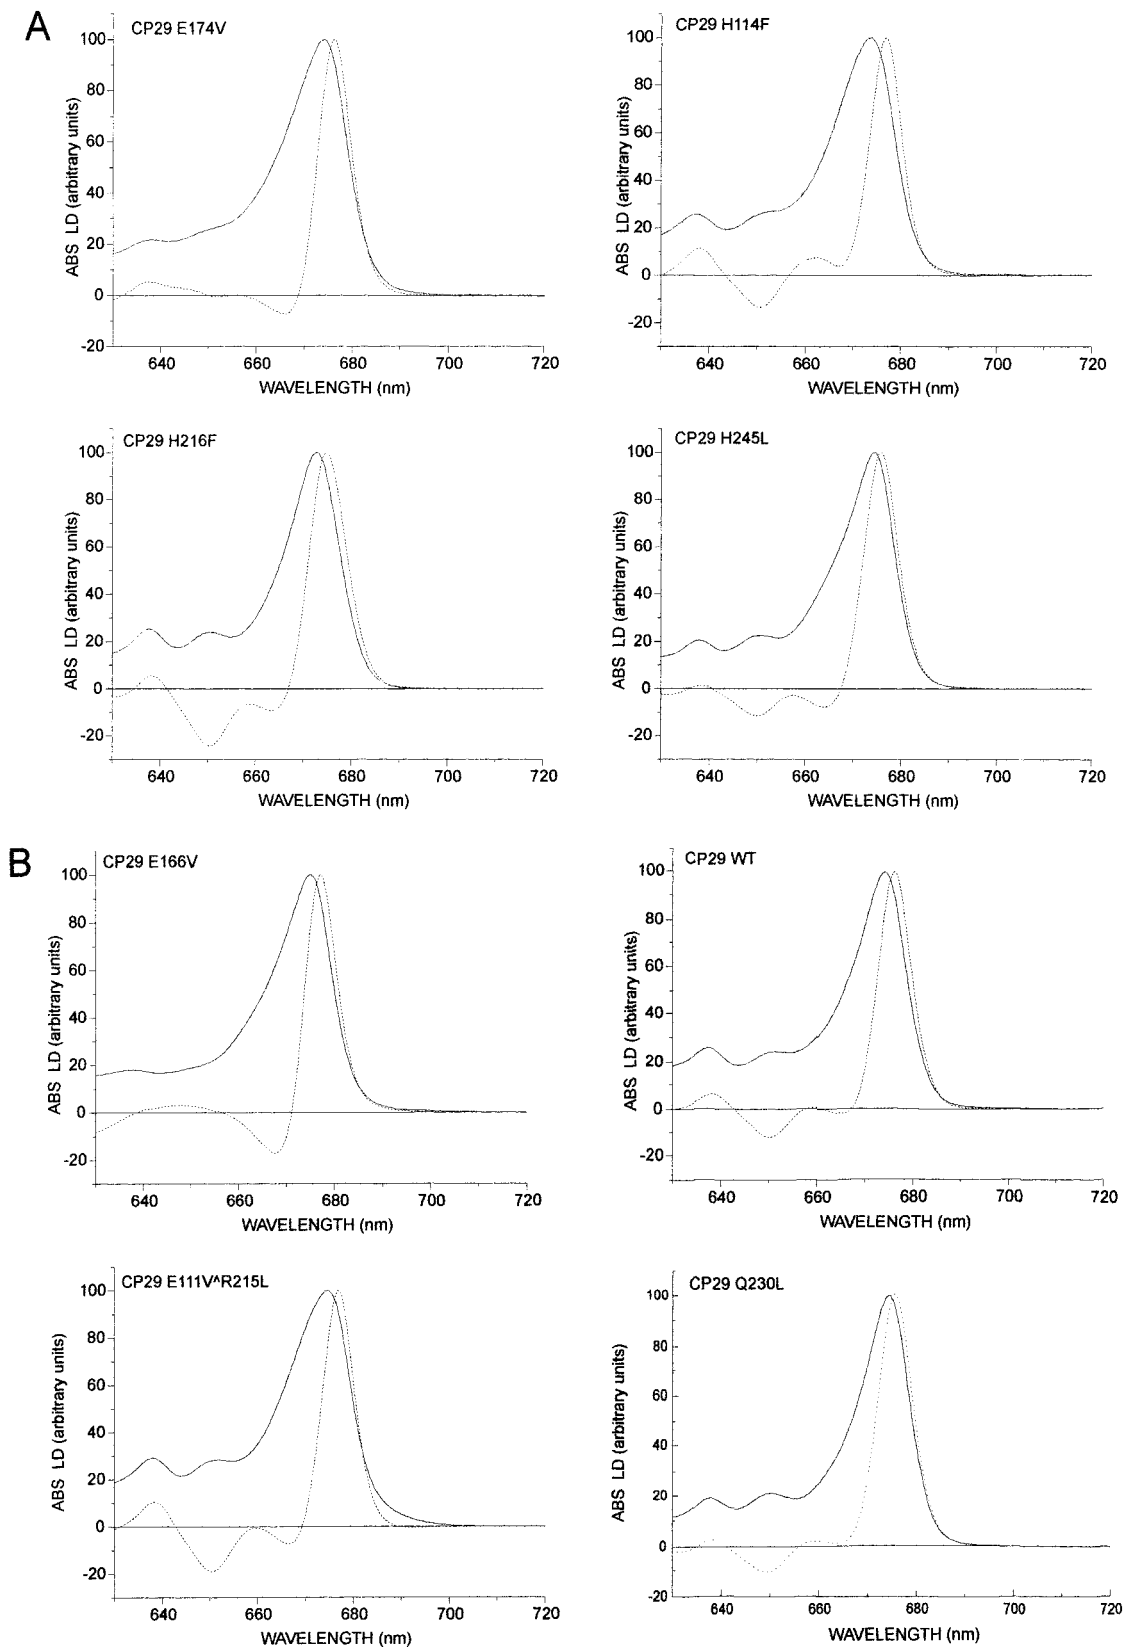 A
CP29 E174V
ABS LD (arbitrary units)
100
80
60
40
20
0
-20
640 660 680 700 720
WAVELENGTH (nm)
CP29 H114F
ABS LD (arbitrary units)
100
80
60
40
20
0
-20
640 660 680 700 720
WAVELENGTH (nm)
CP29 H216F
ABS LD (arbitrary units)
100
80
60
40
20
0
-20
640 660 680 700 720
WAVELENGTH (nm)
CP29 H245L
ABS LD (arbitrary units)
100
80
60
40
20
0
-20
640 660 680 700 720
WAVELENGTH (nm)
B
CP29 E166V
ABS LD (arbitrary units)
100
80
60
40
20
0
-20
640 660 680 700 720
WAVELENGTH (nm)
CP29 WT
ABS LD (arbitrary units)
100
80
60
40
20
0
-20
640 660 680 700 720
WAVELENGTH (nm)
CP29 E111V^R215L
ABS LD (arbitrary units)
100
80
60
40
20
0
-20
640 660 680 700 720
WAVELENGTH (nm)
CP29 Q230L
ABS LD (arbitrary units)
100
80
60
40
20
0
-20
640 660 680 700 720
WAVELENGTH (nm)